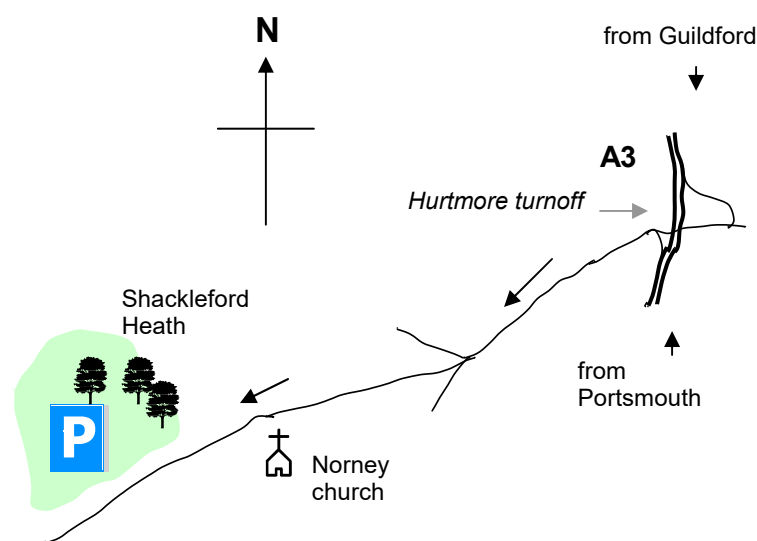 N
from Guildford
A3
Hurtmore turnoff
Shackleford
Heath
from
Portsmouth
P
Norney
church